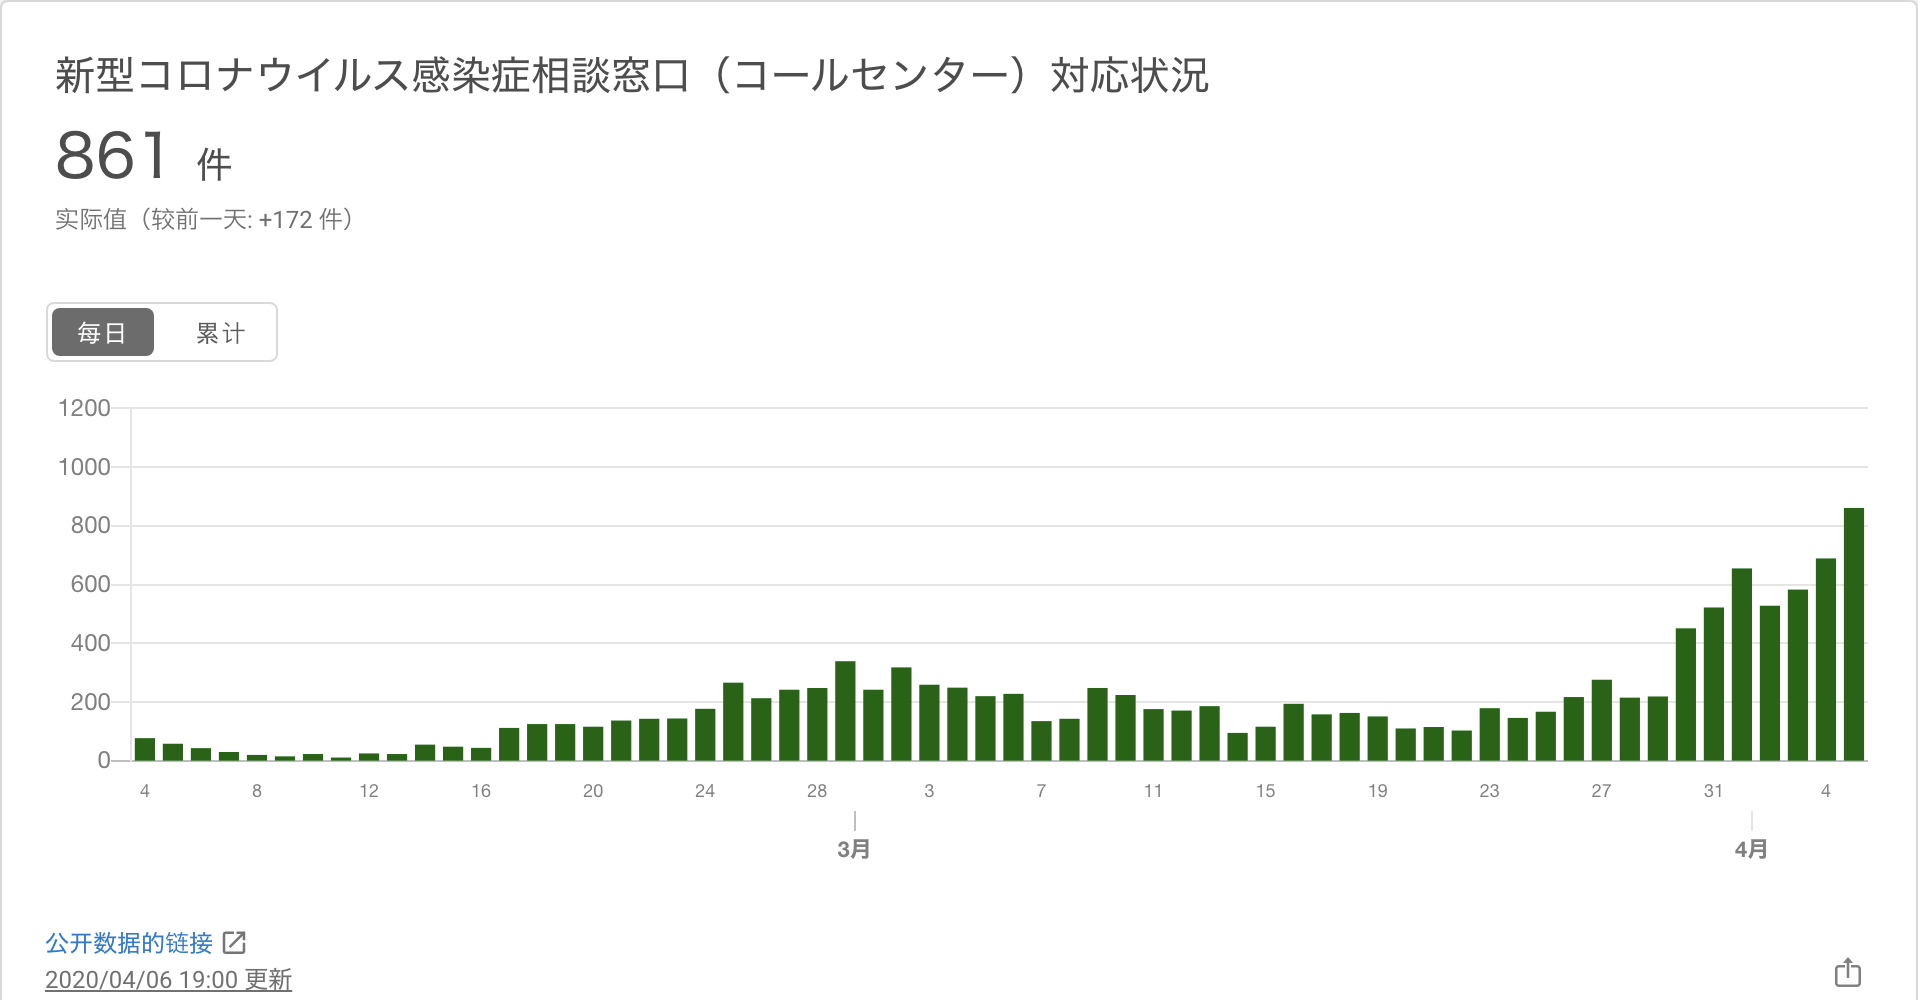 新型コロナウイルス感染症相談窓口（コールセンター）対応状況
861 件
实际值（较前一天: +172 件）
每日 累计
1200
1000
800
600
400
200
0
4 8 12 16 20 24 28 3 7 11 15 19 23 27 31 4
3月 4月
公开数据的链接
2020/04/06 19:00 更新